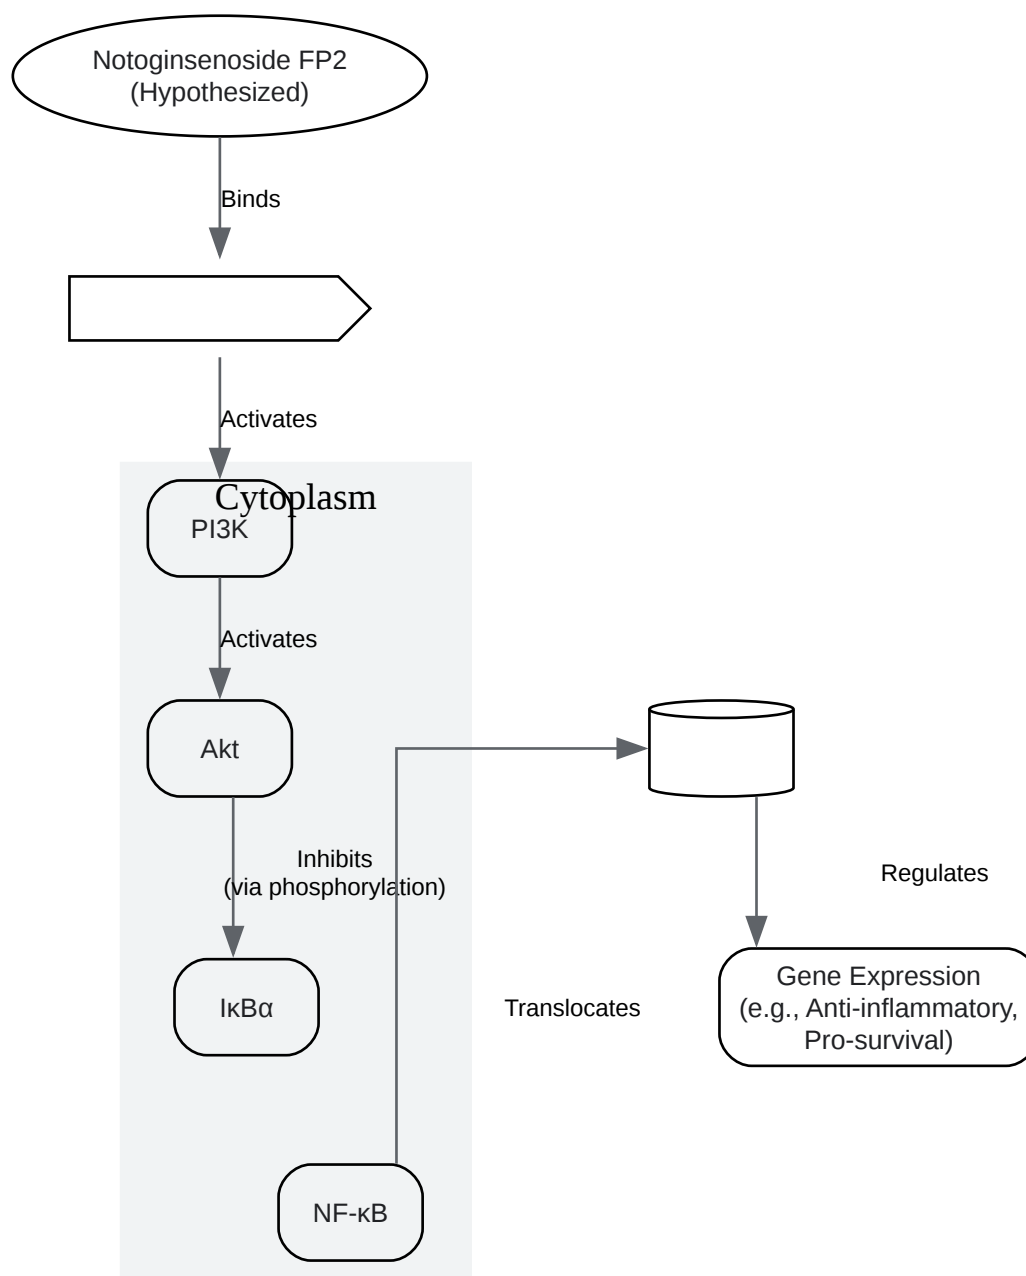 Notoginsenoside FP2
(Hypothesized)
Binds
Activates
Cytoplasm
PI3K
Activates
Akt
Inhibits
(via phosphorylation)
Regulates
IκBα
Translocates
Gene Expression
(e.g., Anti-inflammatory,
Pro-survival)
NF-κB